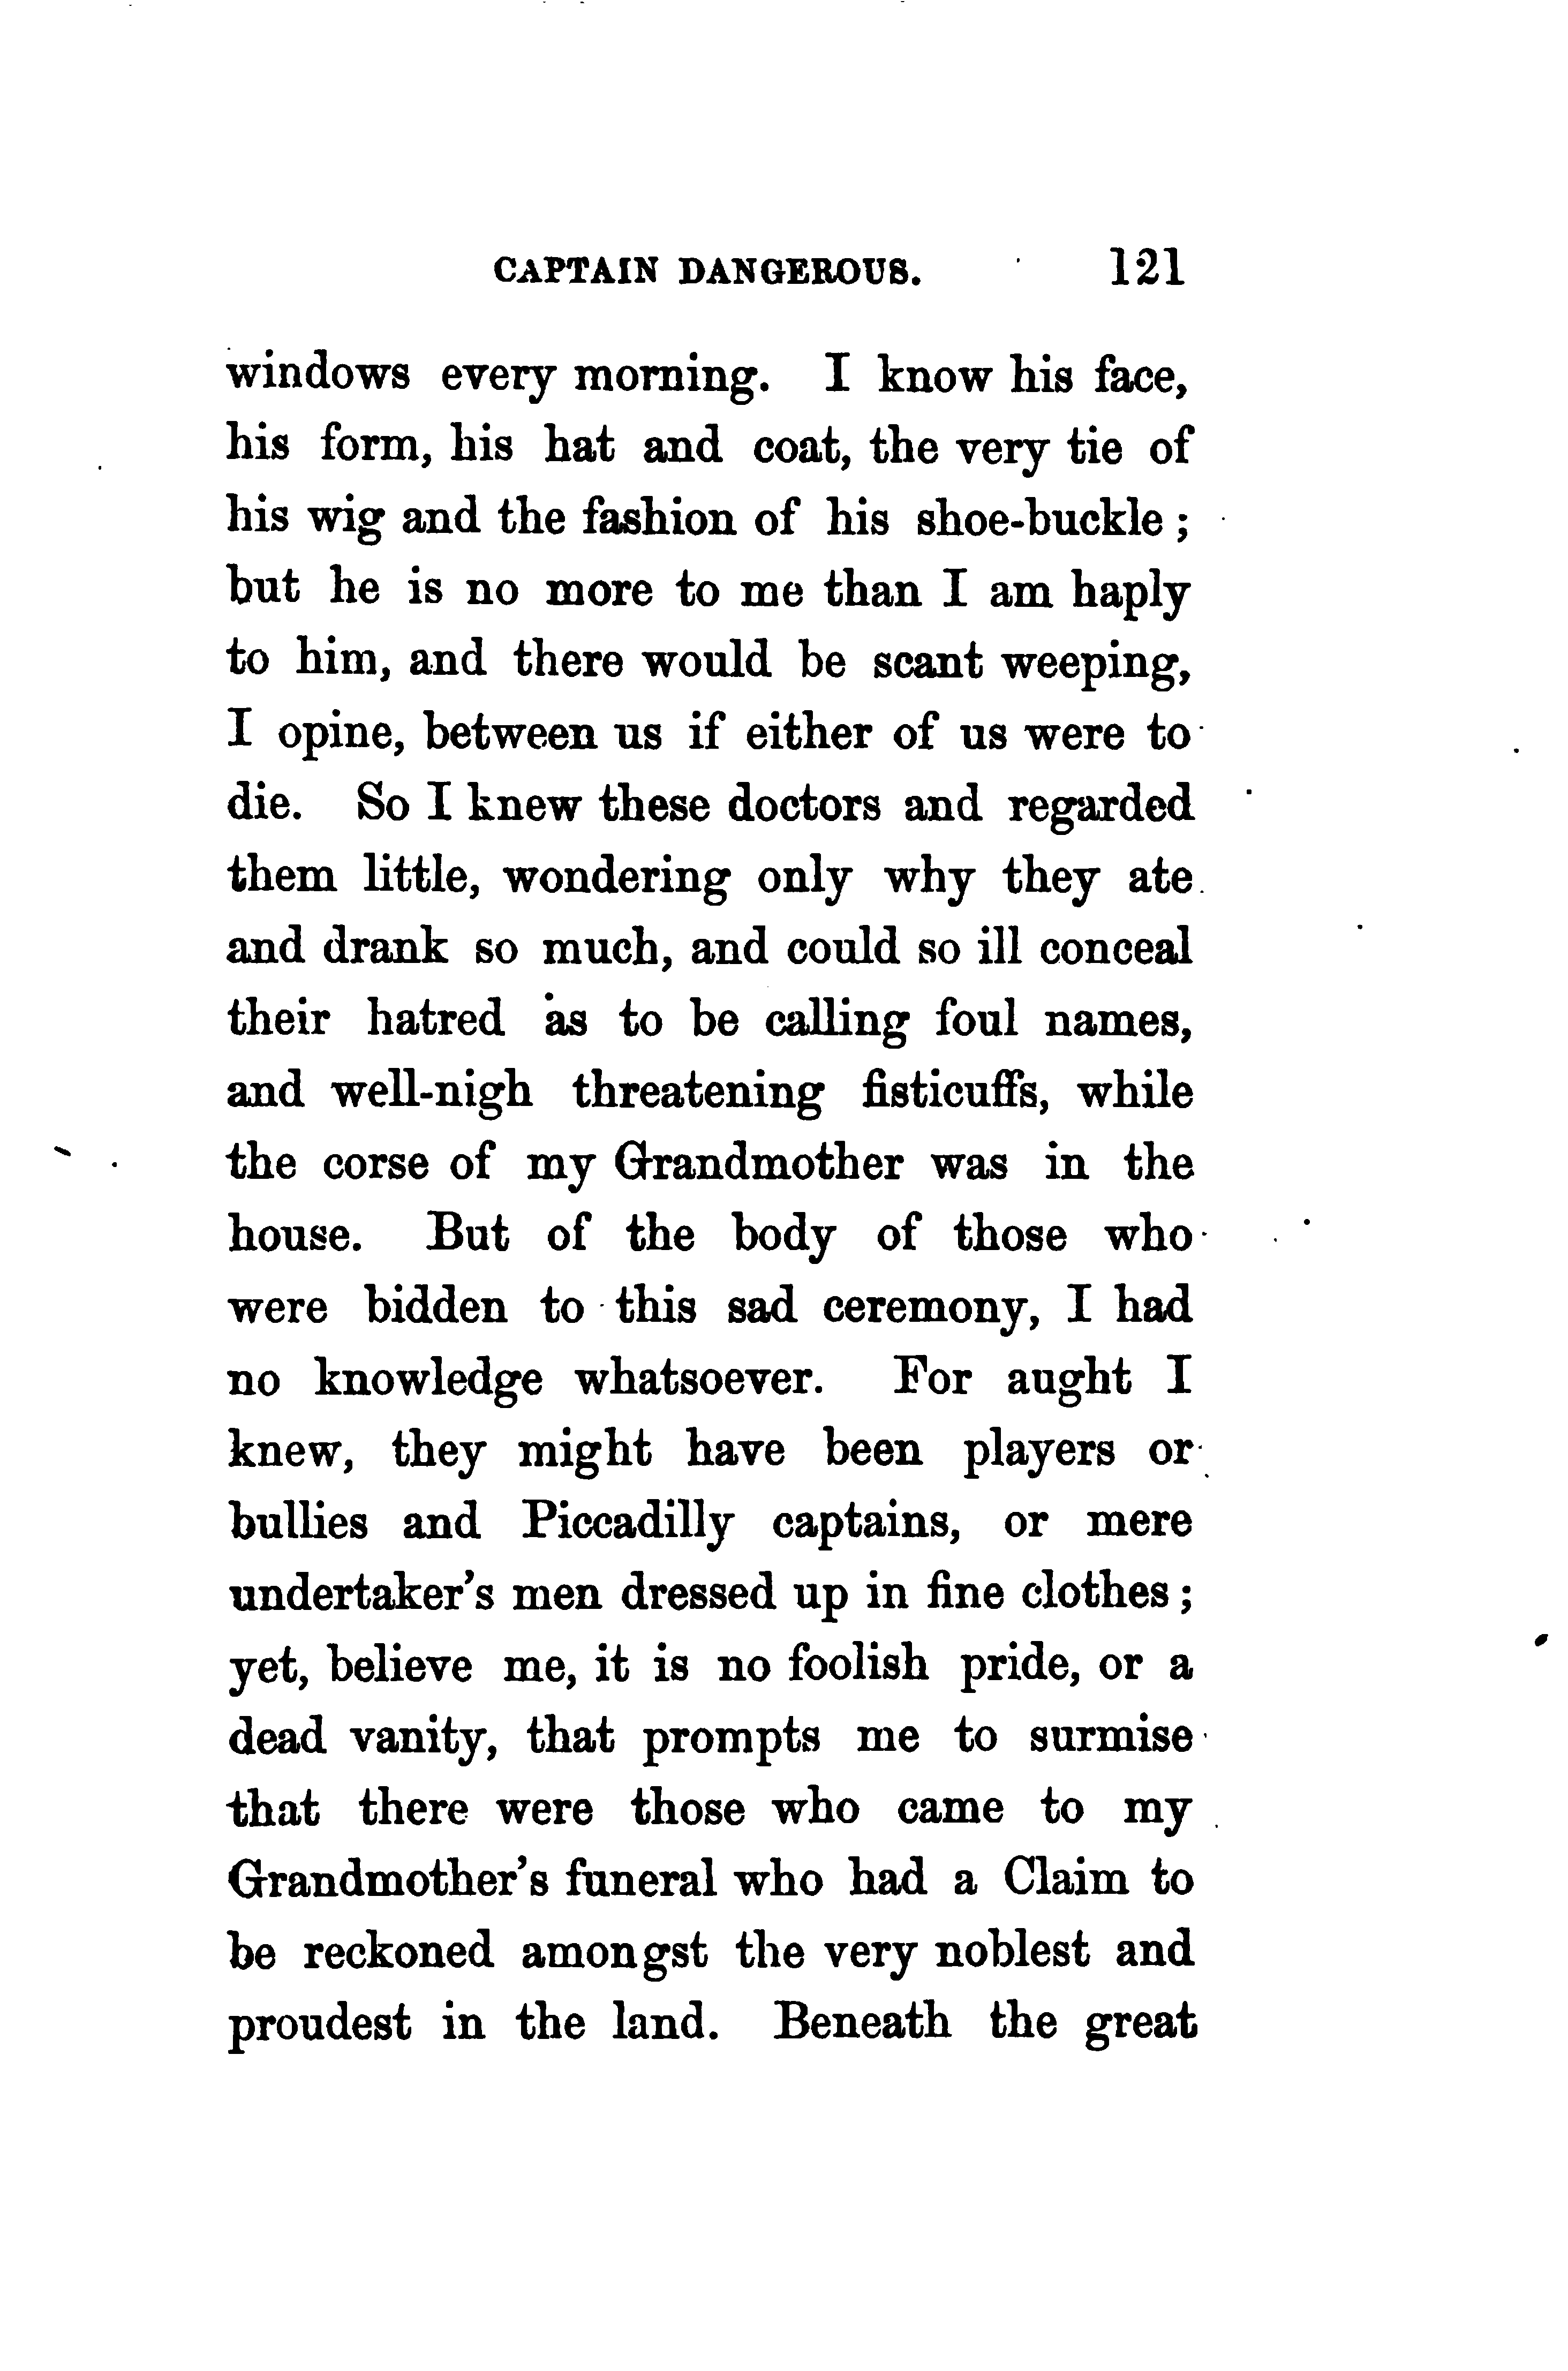 CAPTAIN DANGEROUS. 121
windows every morning. I know his face,
his form, his hat and coat, the very tie of
his wig and the fashion of his shoe-buckle;
but he is no more to me than I am haply
to him, and there would be scant weeping,
I opine, between us if either of us were to
die. So I knew these doctors and regarded
them little, wondering only why they ate
and drank so much, and could so ill conceal
their hatred as to be calling foul names,
and well-nigh threatening fisticuffs, while
the corse of my Grandmother was in the
house. But of the body of those who
were bidden to this sad ceremony, I had
no knowledge whatsoever. For aught I
knew, they might have been players or
bullies and Piccadilly captains, or mere
undertaker's men dressed up in fine clothes;
yet, believe me, it is no foolish pride, or a
dead vanity, that prompts me to surmise
that there were those who came to my
Grandmother's funeral who had a Claim to
be reckoned amongst the very noblest and
proudest in the land. Beneath the great